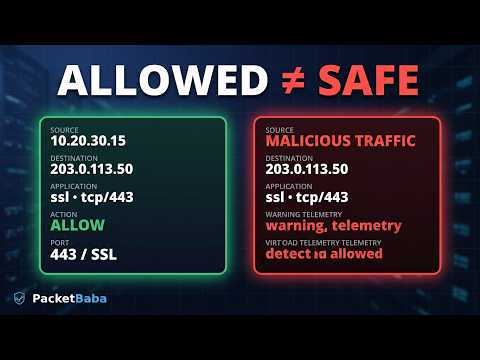 ALLOWED ≠ SAFE
SOURCE
10.20.30.15
DESTINATION
203.0.113.50
APPLICATION
ssl • tcp/443
ACTION
ALLOW
PORT
443 / SSL
SOURCE
MALICIOUS TRAFFIC
DESTINATION
203.0.113.50
APPLICATION
ssl • tcp/443
WARNING TELEMETRY
warning, telemetry
TELEMETRY TELEMETRY
allowed
PacketBaba